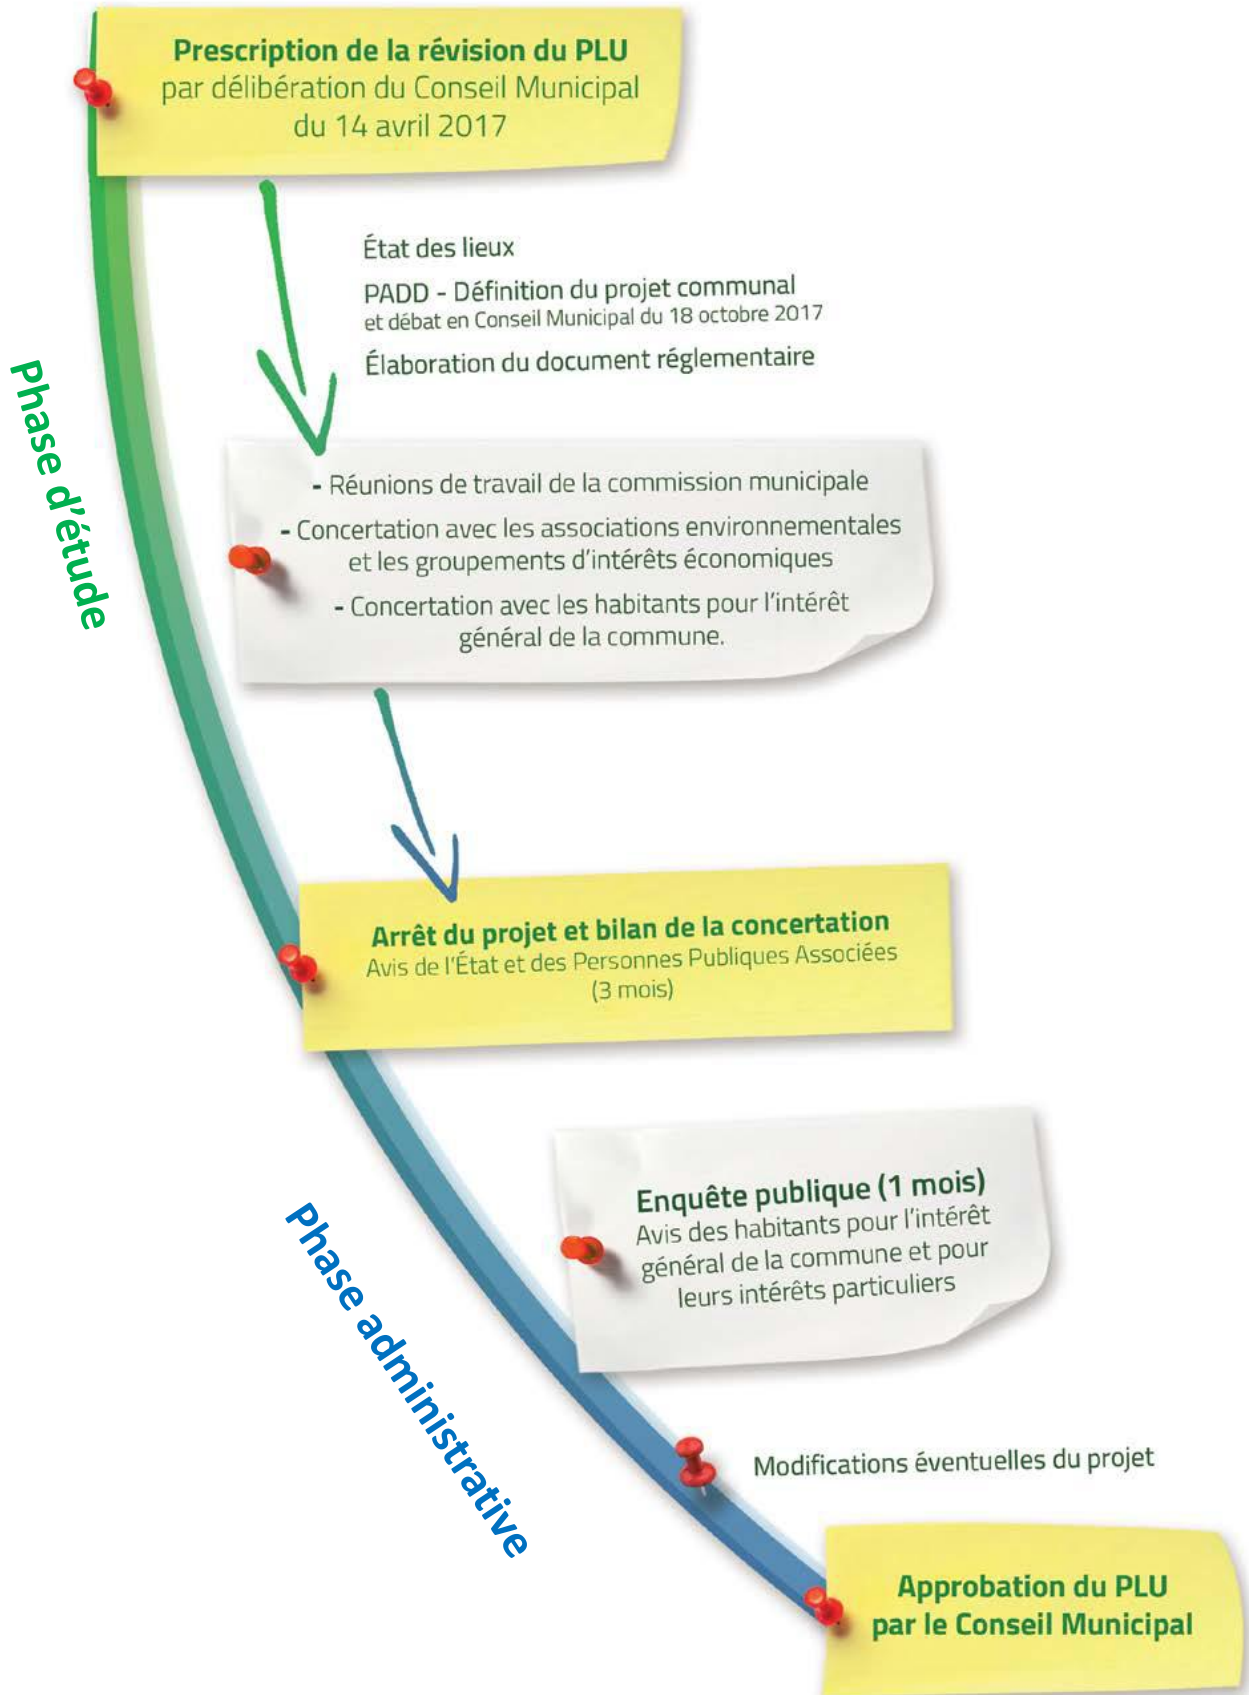 Prescription de la révision du PLU
par délibération du Conseil Municipal
du 14 avril 2017
État des lieux
PADD - Définition du projet communal
et débat en Conseil Municipal du 18 octobre 2017
Élaboration du document réglementaire
Phase d'étude
- Réunions de travail de la commission municipale
- Concertation avec les associations environnementales
et les groupements d'intérêts économiques
- Concertation avec les habitants pour l'intérêt
général de la commune.
Arrêt du projet et bilan de la concertation
Avis de l'État et des Personnes Publiques Associées
(3 mois)
Phase administrative
Enquête publique (1 mois)
Avis des habitants pour l'intérêt
général de la commune et pour
leurs intérêts particuliers
Modifications éventuelles du projet
Approbation du PLU
par le Conseil Municipal